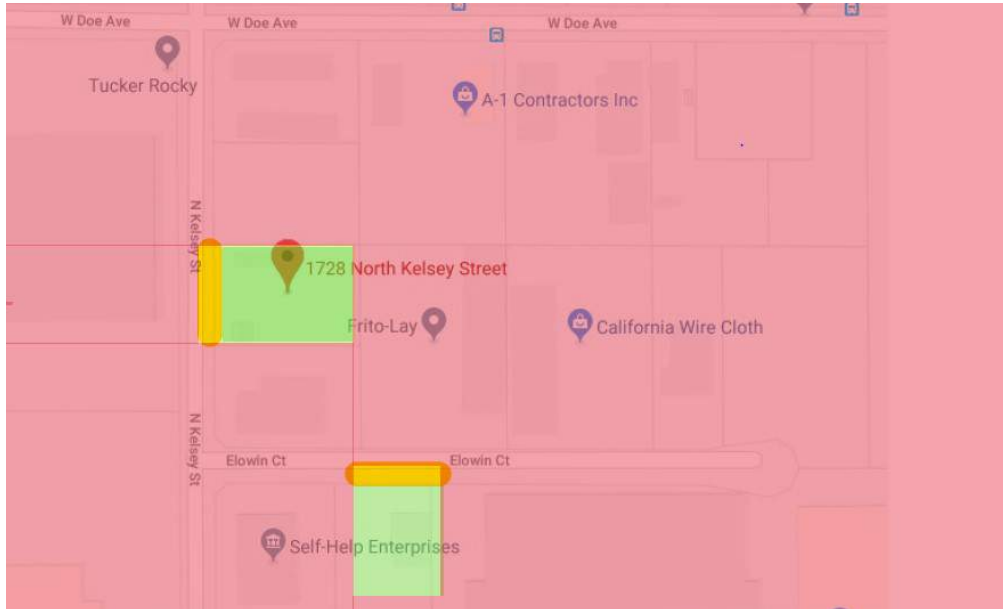 W Doe Ave
W Doe Ave
W Doe Ave
Tucker Rocky
A-1 Contractors Inc
N Kelsey St
1728 North Kelsey Street
Frito-Lay
California Wire Cloth
N Kelsey St
Elowin Ct
Elowin Ct
Self-Help Enterprises